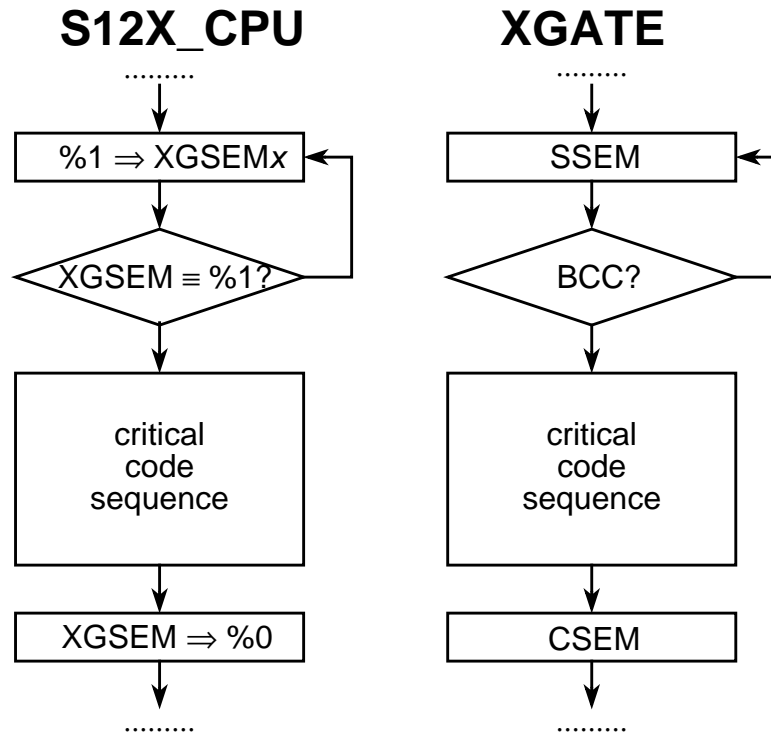 S12X_CPU
.........
%1 ⇒ XGSEMx
XGSEM ≡ %1?
critical
code
sequence
XGSEM ⇒ %0
.........
XGATE
.........
SSEM
BCC?
critical
code
sequence
CSEM
.........